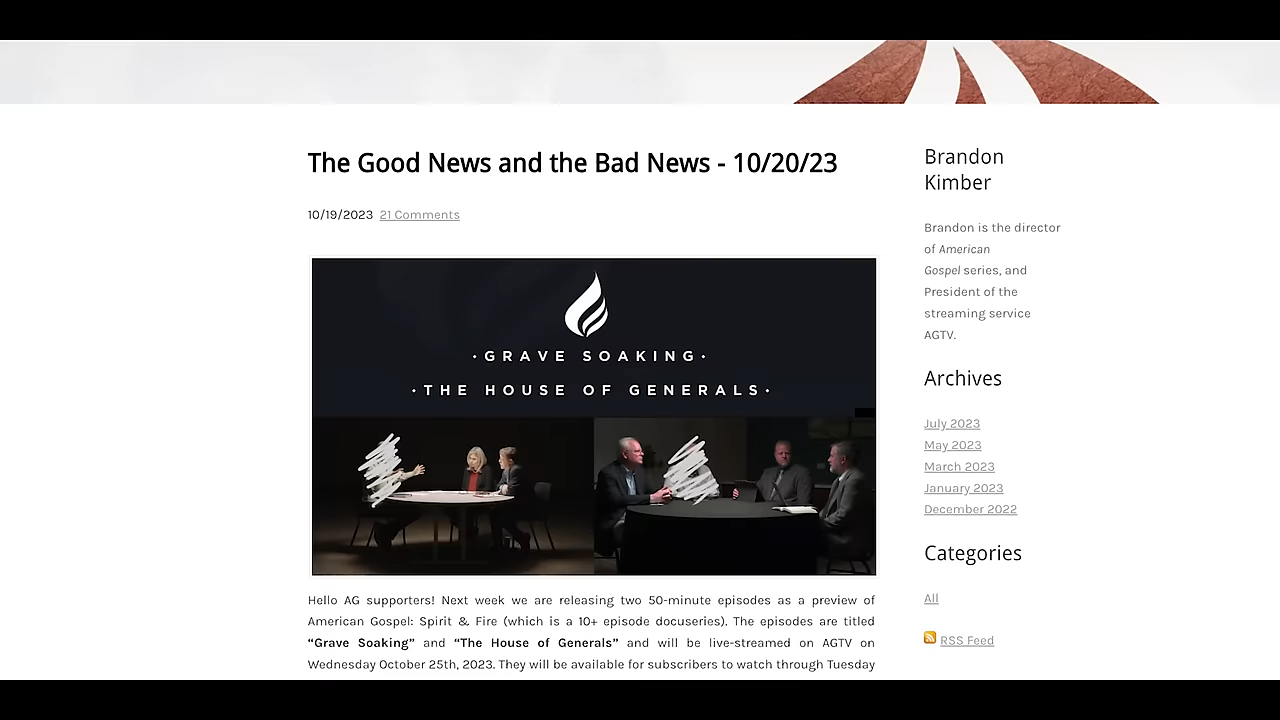 The Good News and the Bad News - 10/20/23
10/19/2023 21 Comments
·GRAVE SOAKING·
·THE HOUSE OF GENERALS·
Hello AG supporters! Next week we are releasing two 50-minute episodes as a preview of
American Gospel: Spirit & Fire (which is a 10+ episode docuseries). The episodes are titled
“Grave Soaking” and “The House of Generals” and will be live-streamed on AGTV on
Wednesday October 25th, 2023. They will be available for subscribers to watch through Tuesday
Brandon
Kimber
Brandon is the director
of American
Gospel series, and
President of the
streaming service
AGTV.
Archives
July 2023
May 2023
March 2023
January 2023
December 2022
Categories
All
RSS Feed